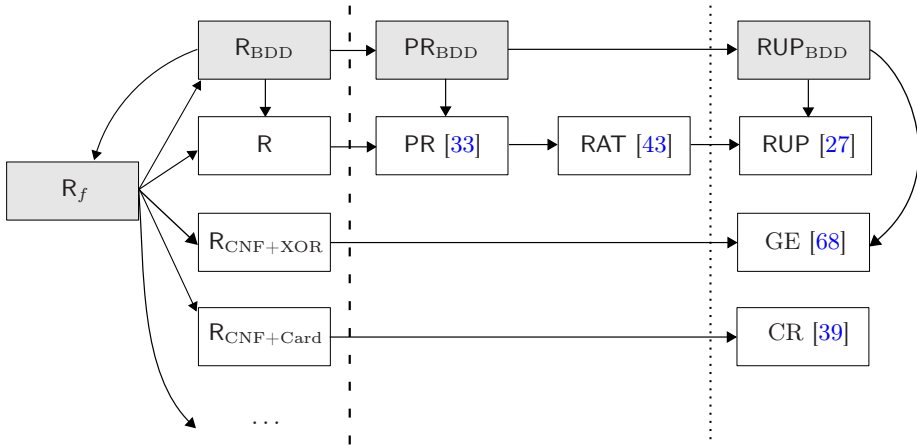 R_BDD PR_BDD RUP_BDD
R PR [33] RAT [43] RUP [27]
R_f
R_CNF+XOR GE [68]
R_CNF+Card CR [39]
...